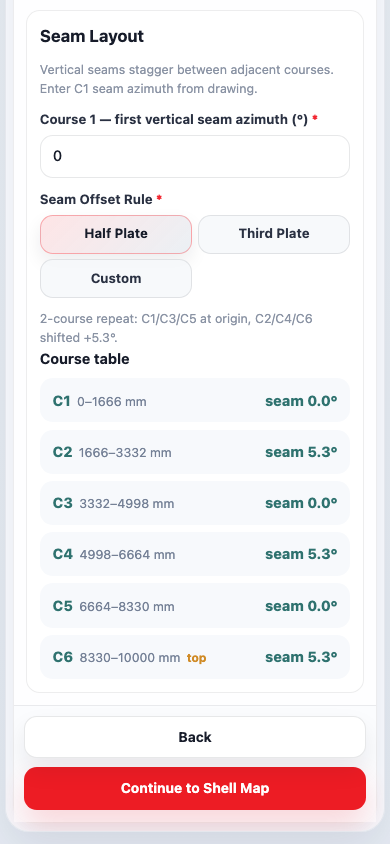 Seam Layout
Vertical seams stagger between adjacent courses.
Enter C1 seam azimuth from drawing.
Course 1 — first vertical seam azimuth (°) *
0
Seam Offset Rule *
Half Plate
Third Plate
Custom
2-course repeat: C1/C3/C5 at origin, C2/C4/C6
shifted +5.3°.
Course table
C1 0–1666 mm seam 0.0°
C2 1666–3332 mm seam 5.3°
C3 3332–4998 mm seam 0.0°
C4 4998–6664 mm seam 5.3°
C5 6664–8330 mm seam 0.0°
C6 8330–10000 mm top seam 5.3°
Back
Continue to Shell Map